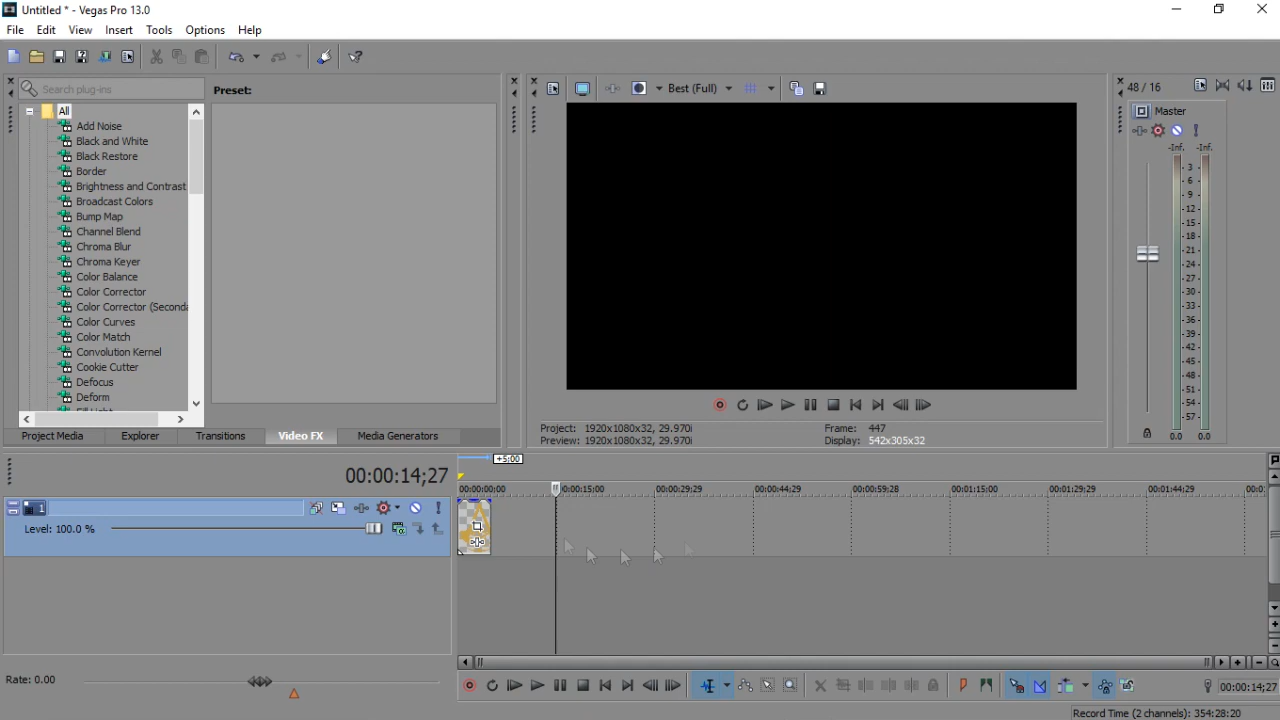 Untitled * - Vegas Pro 13.0
File Edit View Insert Tools Options Help
Search plug-ins
All
Add Noise
Black and White
Black Restore
Border
Brightness and Contrast
Broadcast Colors
Bump Map
Channel Blend
Chroma Blur
Chroma Keyer
Color Balance
Color Corrector
Color Corrector (Seconda
Color Curves
Color Match
Convolution Kernel
Cookie Cutter
Defocus
Deform
Preset:
Project Media Explorer Transitions Video FX Media Generators
Best (Full)
Project: 1920x1080x32, 29.970i
Preview: 1920x1080x32, 29.970i
Frame: 447
Display: 542x305x32
48 / 16
Master
-Inf. -Inf.
3
6
9
12
15
18
21
24
27
30
33
36
39
42
45
48
51
54
57
0.0 0.0
00:00:14;27
+5;00
00:00:00;00 00:00:15;00 00:00:29;29 00:00:44;29 00:00:59;28 00:01:15;00 00:01:29;29 00:01:44;29 00:0
1
Level: 100.0 %
Rate: 0.00
00:00:14;27
Record Time (2 channels): 354:28:20